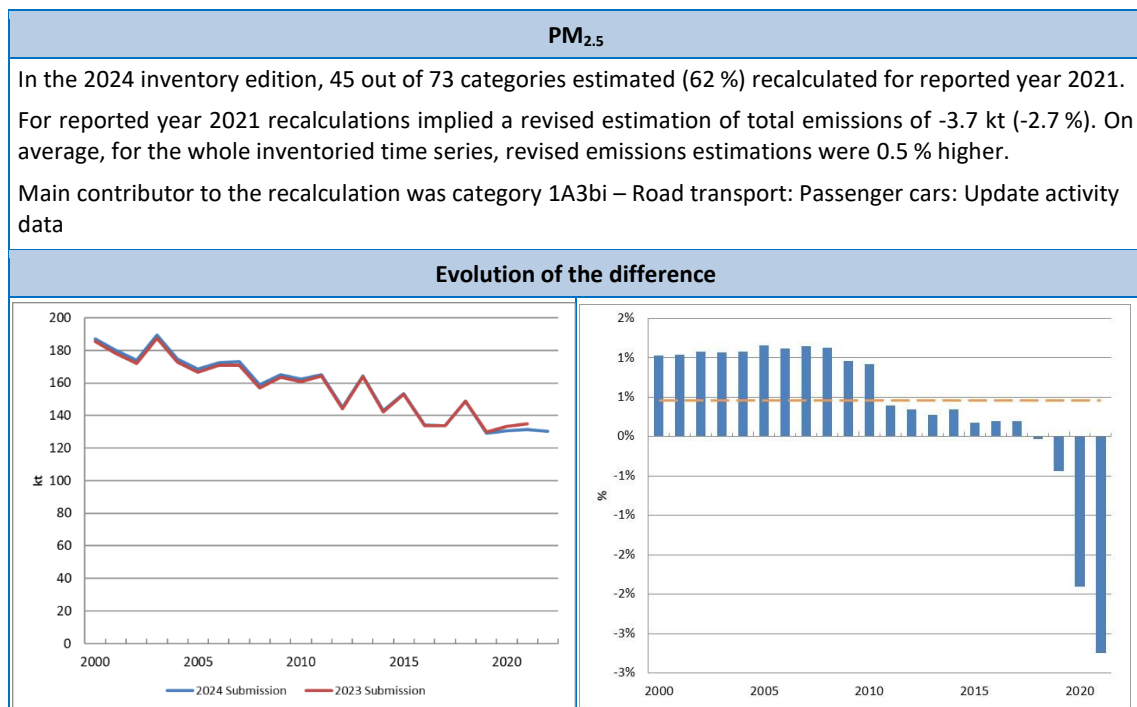 PM2.5
In the 2024 inventory edition, 45 out of 73 categories estimated (62 %) recalculated for reported year 2021.
For reported year 2021 recalculations implied a revised estimation of total emissions of -3.7 kt (-2.7 %). On
average, for the whole inventoried time series, revised emissions estimations were 0.5 % higher.
Main contributor to the recalculation was category 1A3bi – Road transport: Passenger cars: Update activity
data
Evolution of the difference
200
180
160
140
120
100
80
60
40
20
0
kt
2000 2005 2010 2015 2020
2024 Submission 2023 Submission
2%
1%
1%
0%
-1%
-1%
-2%
-2%
-3%
-3%
%
2000 2005 2010 2015 2020